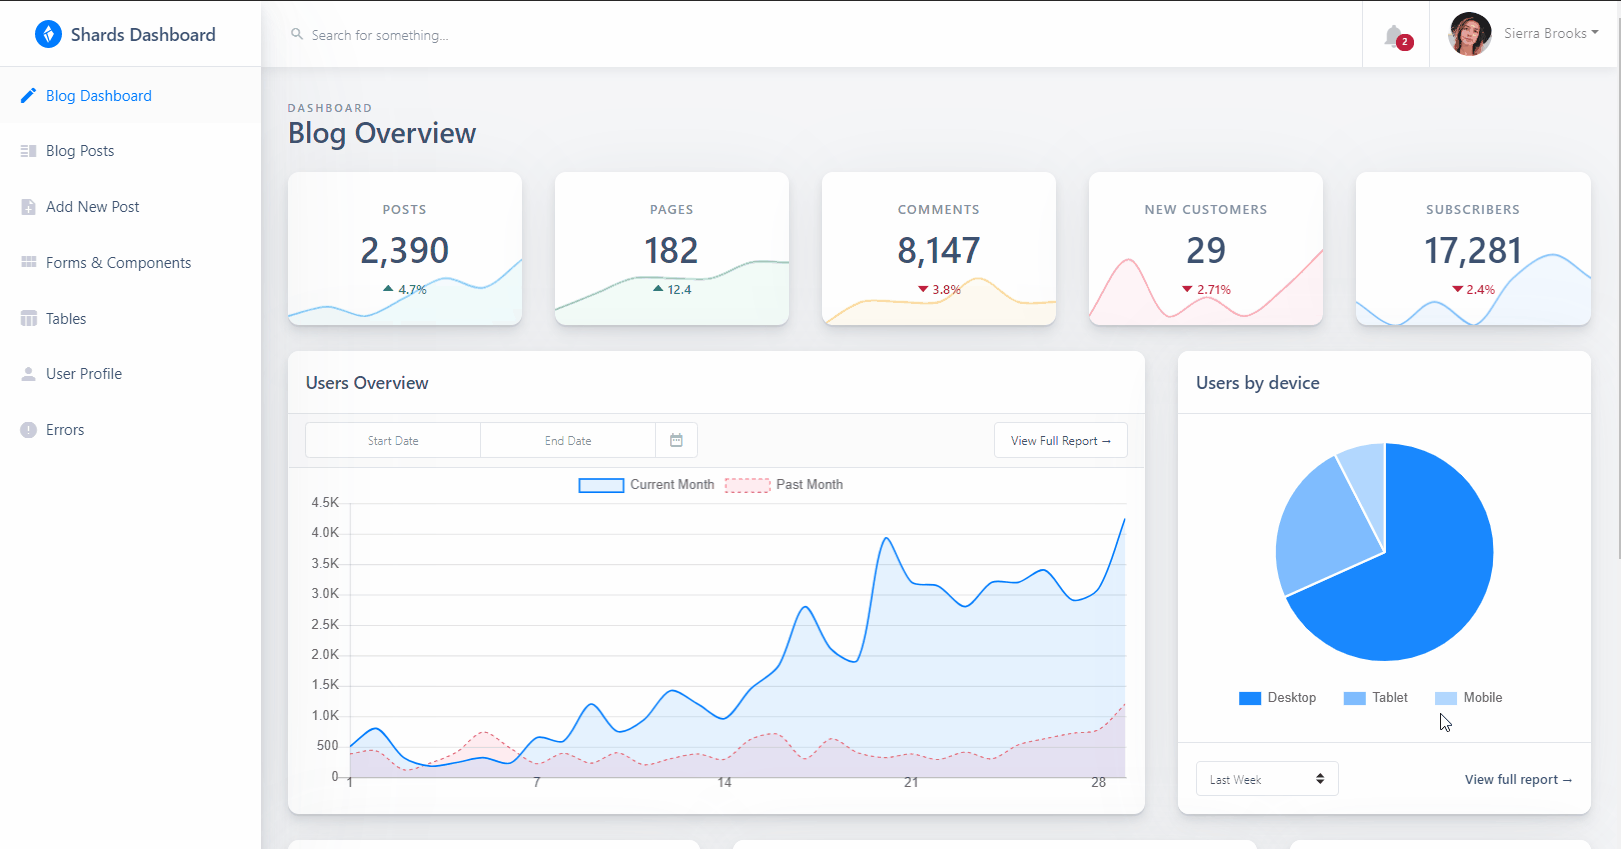 Shards Dashboard
Search for something...
2
Sierra Brooks
Blog Dashboard
Blog Posts
Add New Post
Forms & Components
Tables
User Profile
Errors
DASHBOARD
Blog Overview
POSTS
2,390
4.7%
PAGES
182
12.4
COMMENTS
8,147
3.8%
NEW CUSTOMERS
29
2.71%
SUBSCRIBERS
17,281
2.4%
Users Overview
Start Date
End Date
View Full Report →
Current Month
Past Month
4.5K
4.0K
3.5K
3.0K
2.5K
2.0K
1.5K
1.0K
500
0
1
7
14
21
28
Users by device
Desktop
Tablet
Mobile
Last Week
View full report →